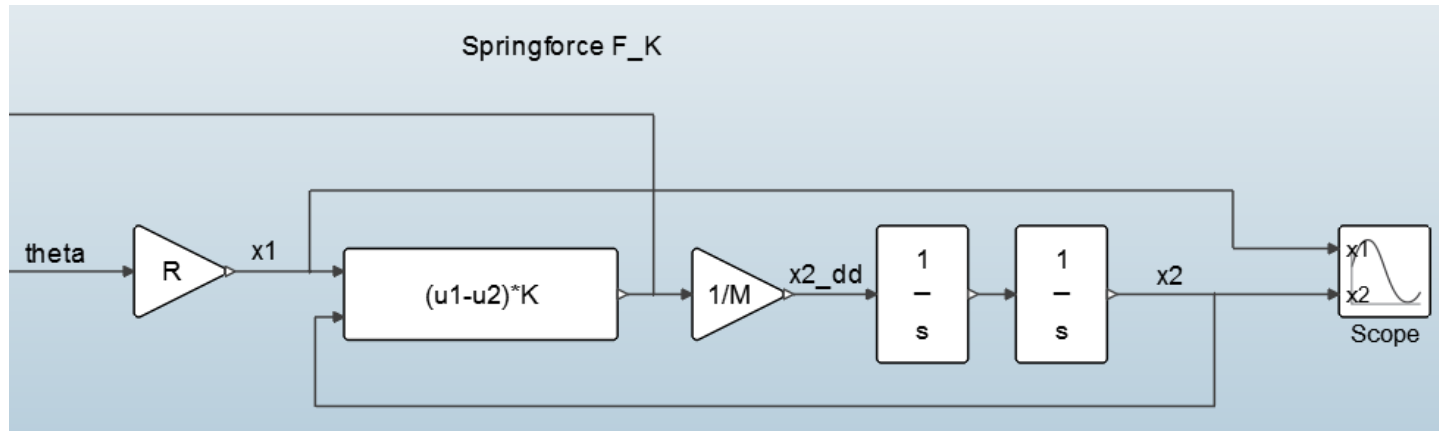 Springforce F_K
theta
R
x1
(u1-u2)*K
1/M
x2_dd
1
s
1
s
x2
x1
x2
Scope